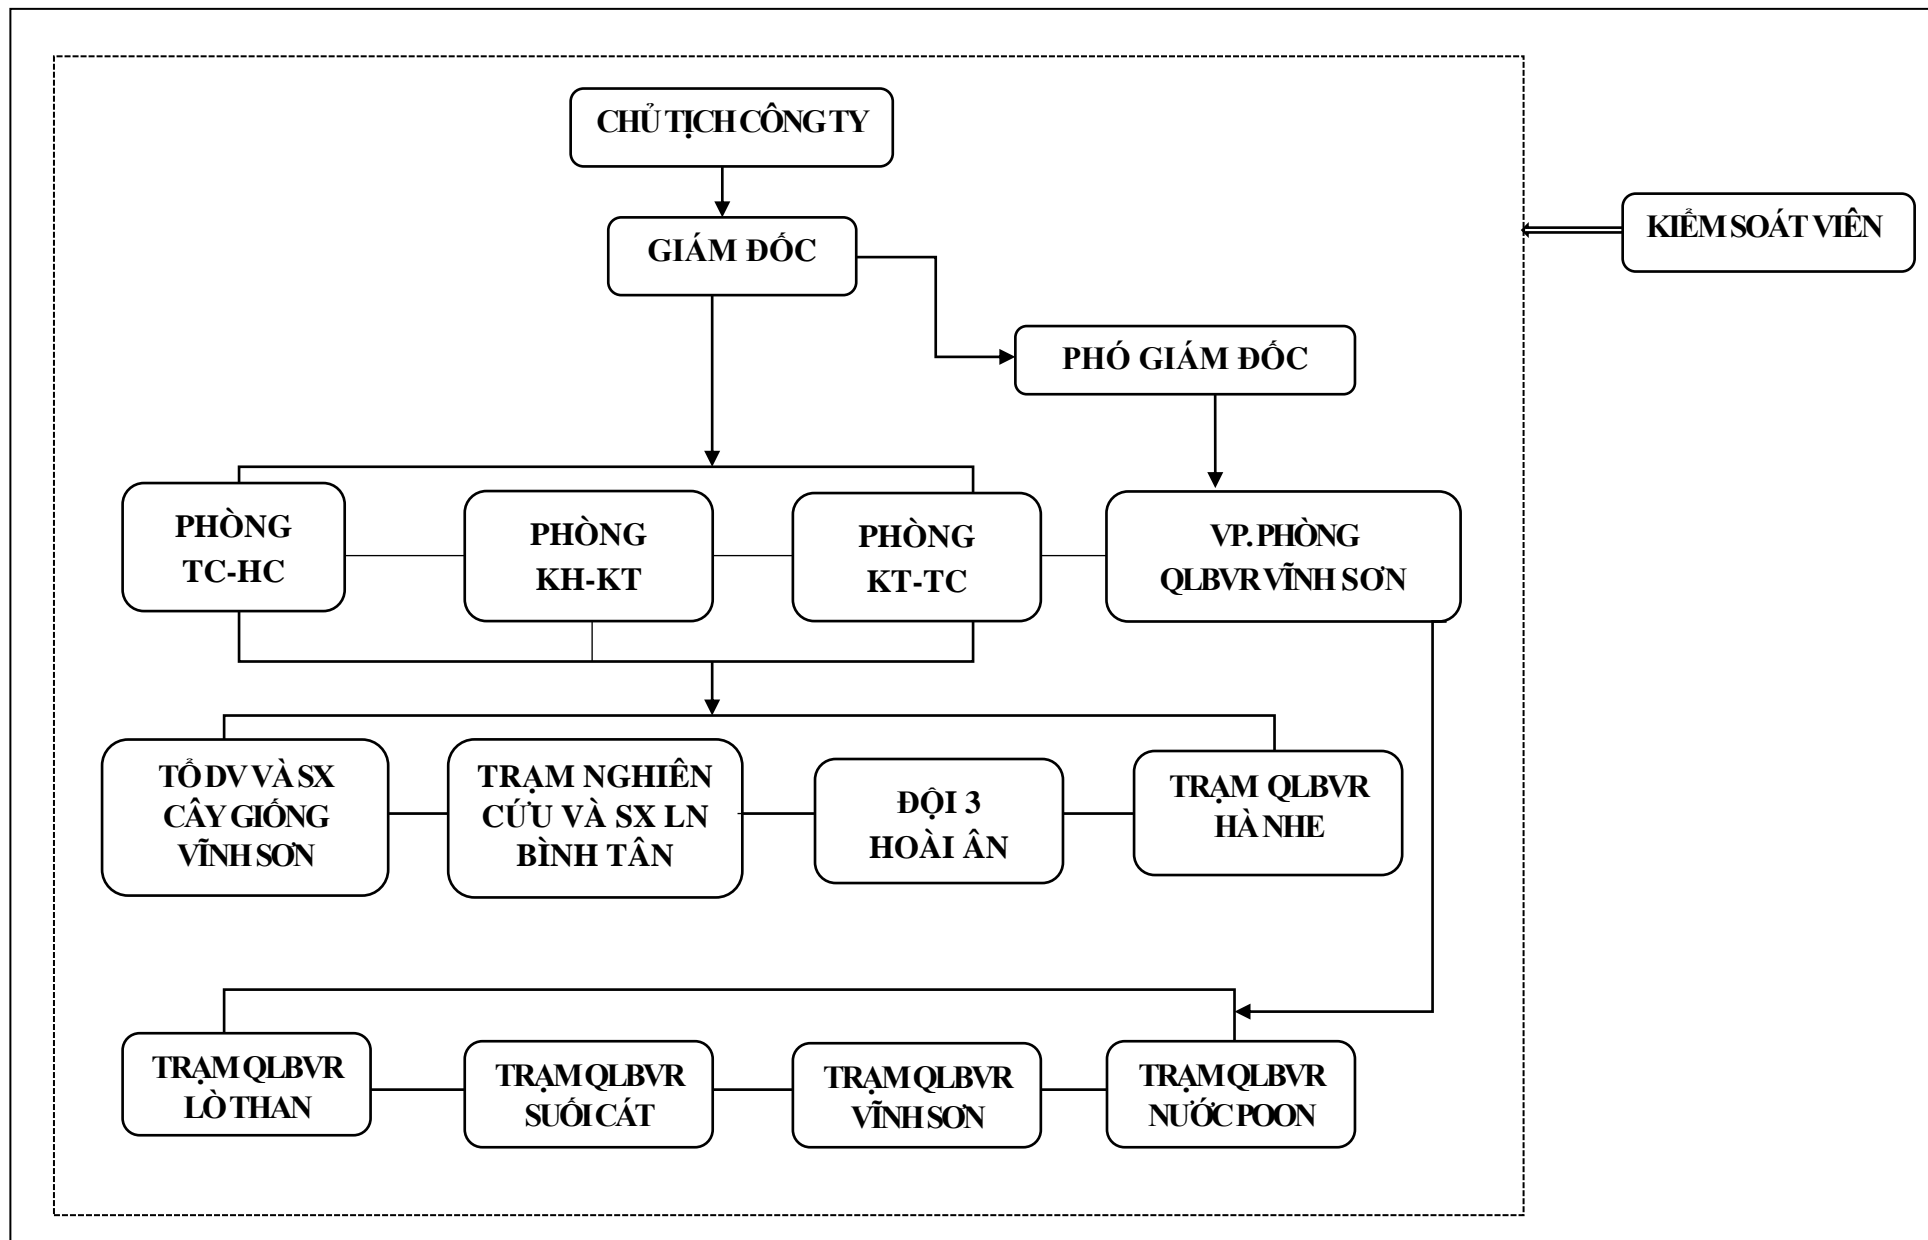 CHỦ TỊCH CÔNG TY
KIỂM SOÁT VIÊN
GIÁM ĐỐC
PHÓ GIÁM ĐỐC
PHÒNG
TC-HC
PHÒNG
KH-KT
PHÒNG
KT-TC
VP. PHÒNG
QLBVR VĨNH SƠN
TỔ DV VÀ SX
CÂY GIỐNG
VĨNH SƠN
TRẠM NGHIÊN
CỨU VÀ SX LN
BÌNH TÂN
ĐỘI 3
HOÀI ÂN
TRẠM QLBVR
HÀ NHE
TRẠM QLBVR
LÒ THAN
TRẠM QLBVR
SUỐI CÁT
TRẠM QLBVR
VĨNH SƠN
TRẠM QLBVR
NƯỚC POON